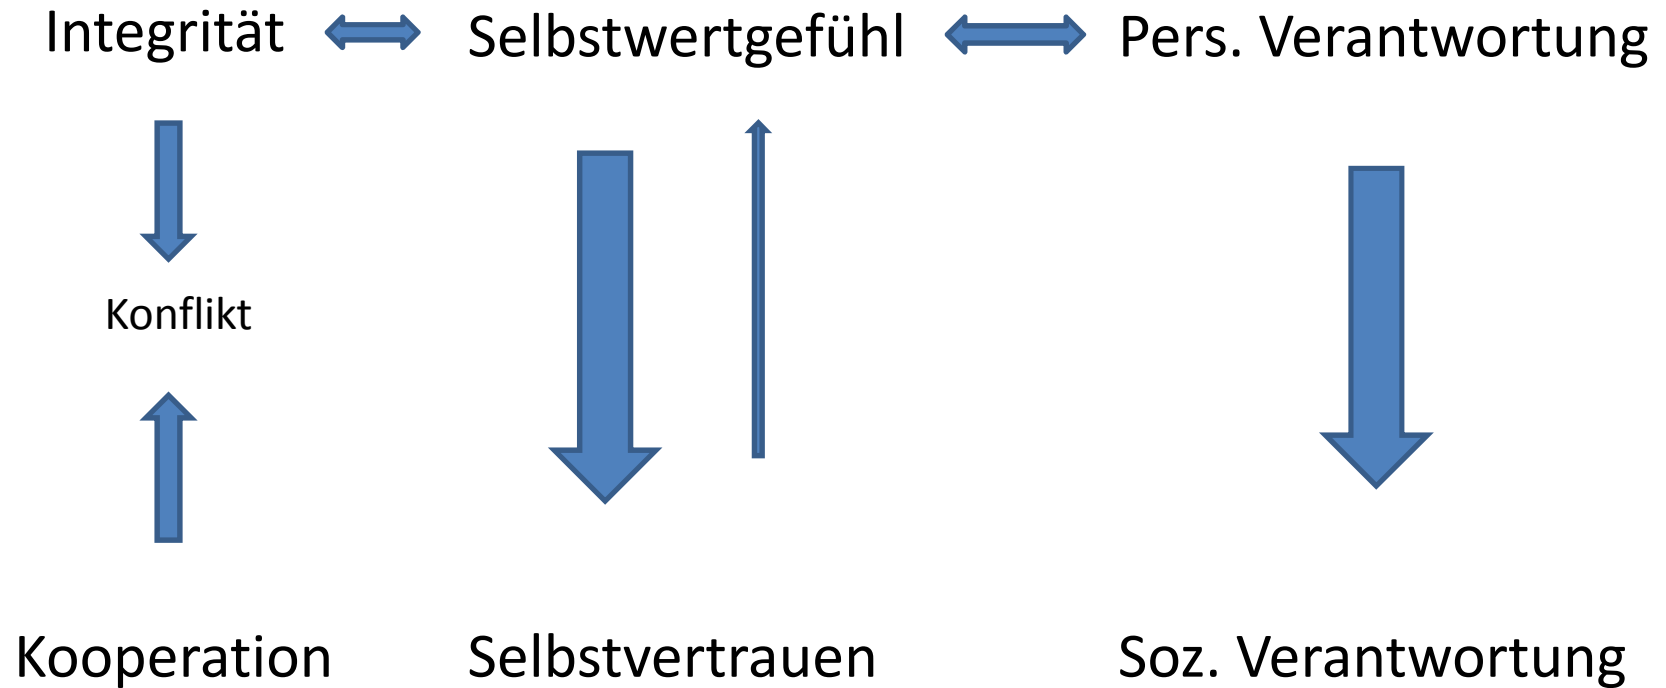 Integrität Selbstwertgefühl Pers. Verantwortung
Konflikt
Kooperation Selbstvertrauen Soz. Verantwortung